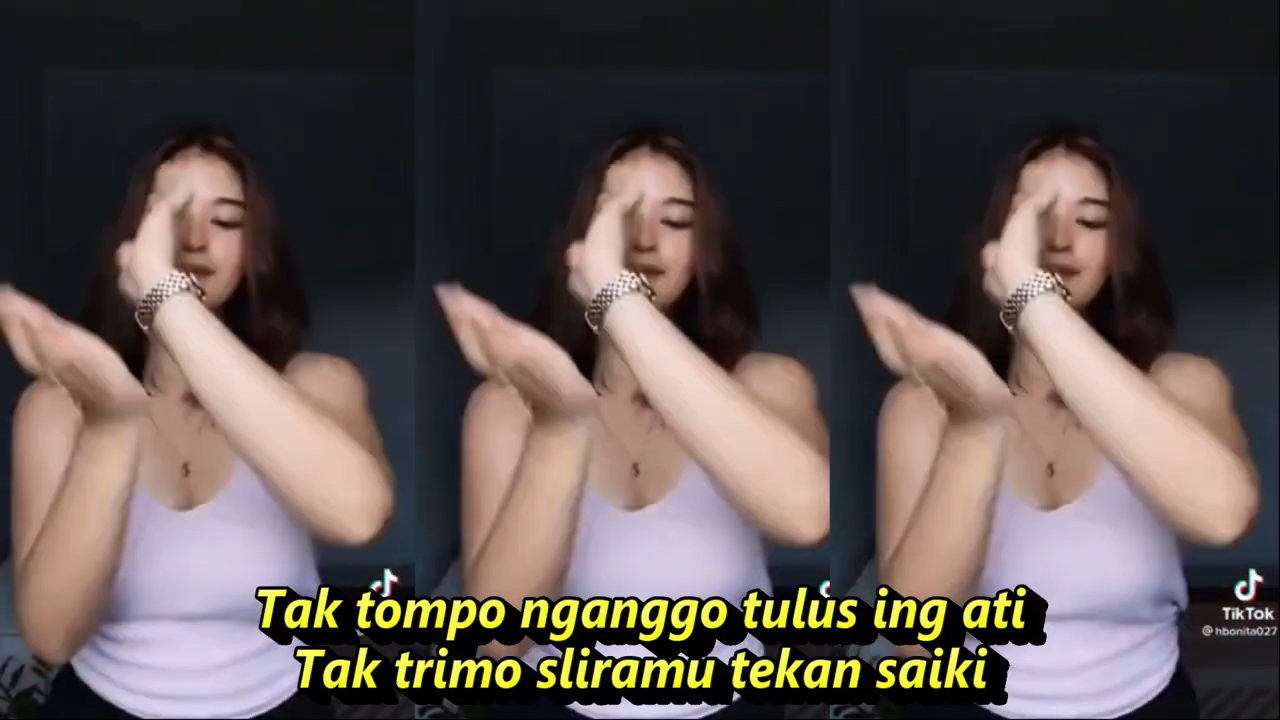 Tak tompo nganggo tulus ing ati
Tak trimo sliramu tekan saiki
TikTok
@hbonita027